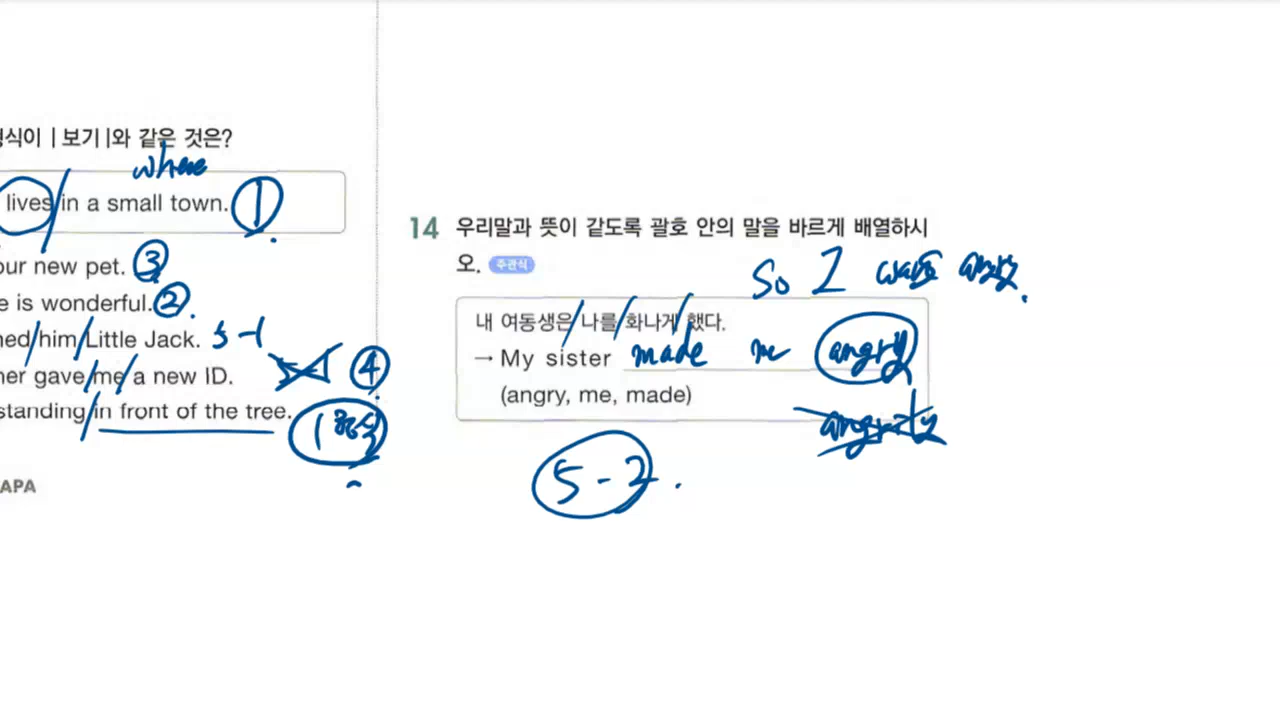 형식이 | 보기 |와 같은 것은?
where
lives in a small town. ①
our new pet. ③
e is wonderful. ②
ned him Little Jack. 5-1
her gave me a new ID. ④
standing in front of the tree. 1형식
APA
14 우리말과 뜻이 같도록 괄호 안의 말을 바르게 배열하시
오. 주관식
So I was angry.
내 여동생은 나를 화나게 했다.
→ My sister made me angry
(angry, me, made)
angrily
5-2.